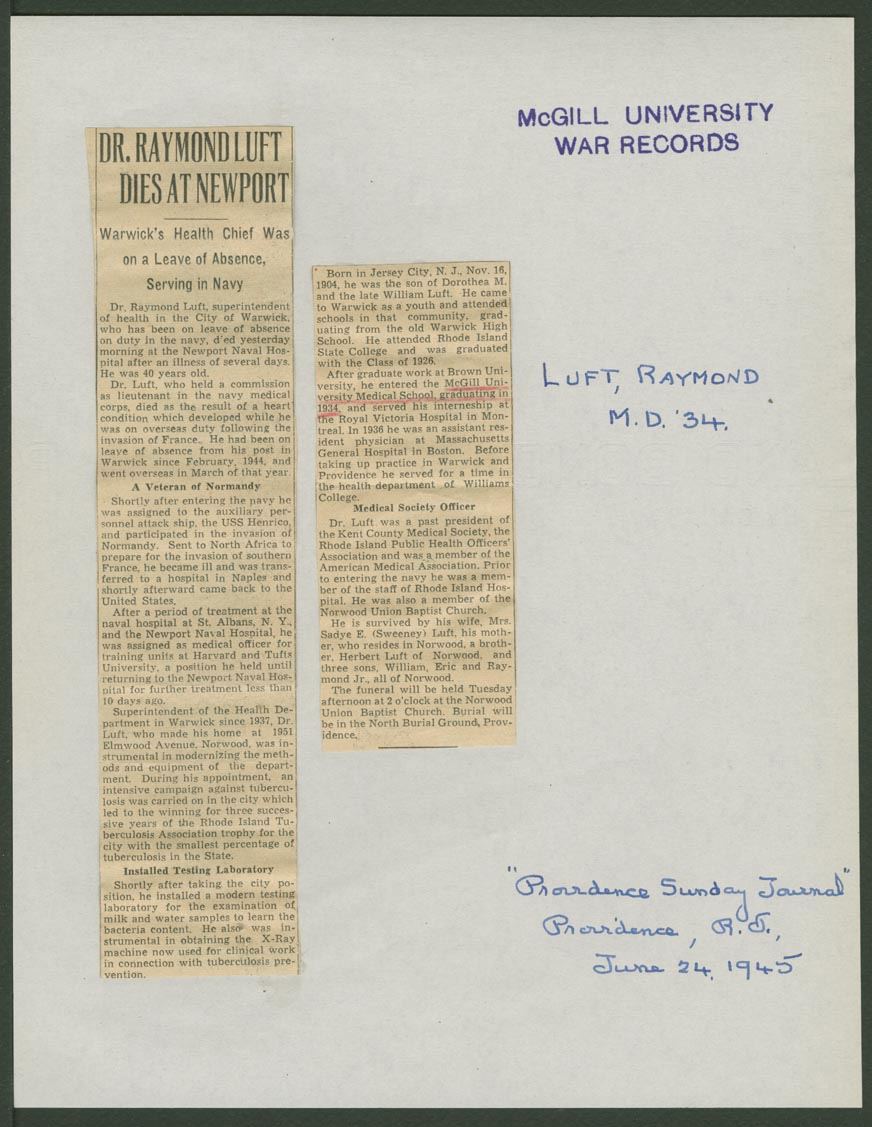 McGILL UNIVERSITY
WAR RECORDS
DR. RAYMOND LUFT
DIES AT NEWPORT
Warwick's Health Chief Was
on a Leave of Absence,
Serving in Navy
Dr. Raymond Luft, superintendent
of health in the City of Warwick,
who has been on leave of absence
on duty in the navy, d'ed yesterday
morning at the Newport Naval Hos-
pital after an illness of several days.
He was 40 years old.
Dr. Luft, who held a commission
as lieutenant in the navy medical
corps, died as the result of a heart
condition which developed while he
was on overseas duty following the
invasion of France. He had been on
leave of absence from his post in
Warwick since February, 1944, and
went overseas in March of that year.
A Veteran of Normandy
Shortly after entering the navy he
was assigned to the auxiliary per-
sonnel attack ship, the USS Henrico,
and participated in the invasion of
Normandy. Sent to North Africa to
prepare for the invasion of southern
France, he became ill and was trans-
ferred to a hospital in Naples and
shortly afterward came back to the
United States.
After a period of treatment at the
naval hospital at St. Albans, N. Y.,
and the Newport Naval Hospital, he
was assigned as medical officer for
training units at Harvard and Tufts
University, a position he held until
returning to the Newport Naval Hos-
pital for further treatment less than
10 days ago.
Superintendent of the Health De-
partment in Warwick since 1937, Dr.
Luft, who made his home at 1951
Elmwood Avenue, Norwood, was in-
strumental in modernizing the meth-
ods and equipment of the depart-
ment. During his appointment, an
intensive campaign against tubercu-
losis was carried on in the city which
led to the winning for three succes-
sive years of the Rhode Island Tu-
berculosis Association trophy for the
city with the smallest percentage of
tuberculosis in the State.
Installed Testing Laboratory
Shortly after taking the city po-
sition, he installed a modern testing
laboratory for the examination of
milk and water samples to learn the
bacteria content. He also was in-
strumental in obtaining the X-Ray
machine now used for clinical work
in connection with tuberculosis pre-
vention.
Born in Jersey City, N. J., Nov. 16,
1904, he was the son of Dorothea M.
and the late William Luft. He came
to Warwick as a youth and attended
schools in that community, grad-
uating from the old Warwick High
School. He attended Rhode Island
State College and was graduated
with the Class of 1926.
After graduate work at Brown Uni-
versity, he entered the McGill Uni-
versity Medical School, graduating in
1934, and served his interneship at
the Royal Victoria Hospital in Mon-
treal. In 1936 he was an assistant res-
ident physician at Massachusetts
General Hospital in Boston. Before
taking up practice in Warwick and
Providence he served for a time in
the health department of Williams
College.
Medical Society Officer
Dr. Luft was a past president of
the Kent County Medical Society, the
Rhode Island Public Health Officers'
Association and was a member of the
American Medical Association. Prior
to entering the navy he was a mem-
ber of the staff of Rhode Island Hos-
pital. He was also a member of the
Norwood Union Baptist Church.
He is survived by his wife, Mrs.
Sadye E. (Sweeney) Luft, his moth-
er, who resides in Norwood, a broth-
er, Herbert Luft of Norwood, and
three sons, William, Eric and Ray-
mond Jr., all of Norwood.
The funeral will be held Tuesday
afternoon at 2 o'clock at the Norwood
Union Baptist Church. Burial will
be in the North Burial Ground, Prov-
idence.
LUFT, RAYMOND
M.D. '34.
"Providence Sunday Journal"
Providence, R.I.,
June 24, 1945